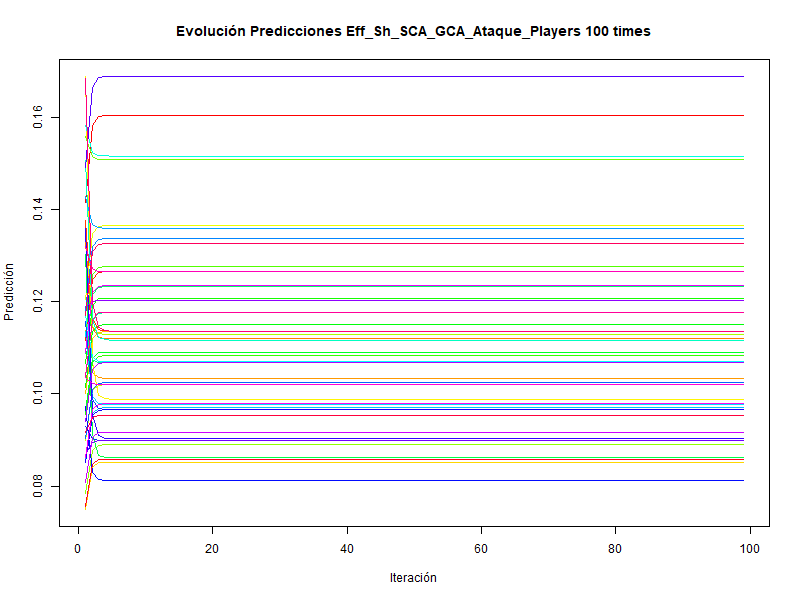 Evolución Predicciones Eff_Sh_SCA_GCA_Ataque_Players 100 times
Predicción
0.16
0.14
0.12
0.10
0.08
0 20 40 60 80 100
Iteración